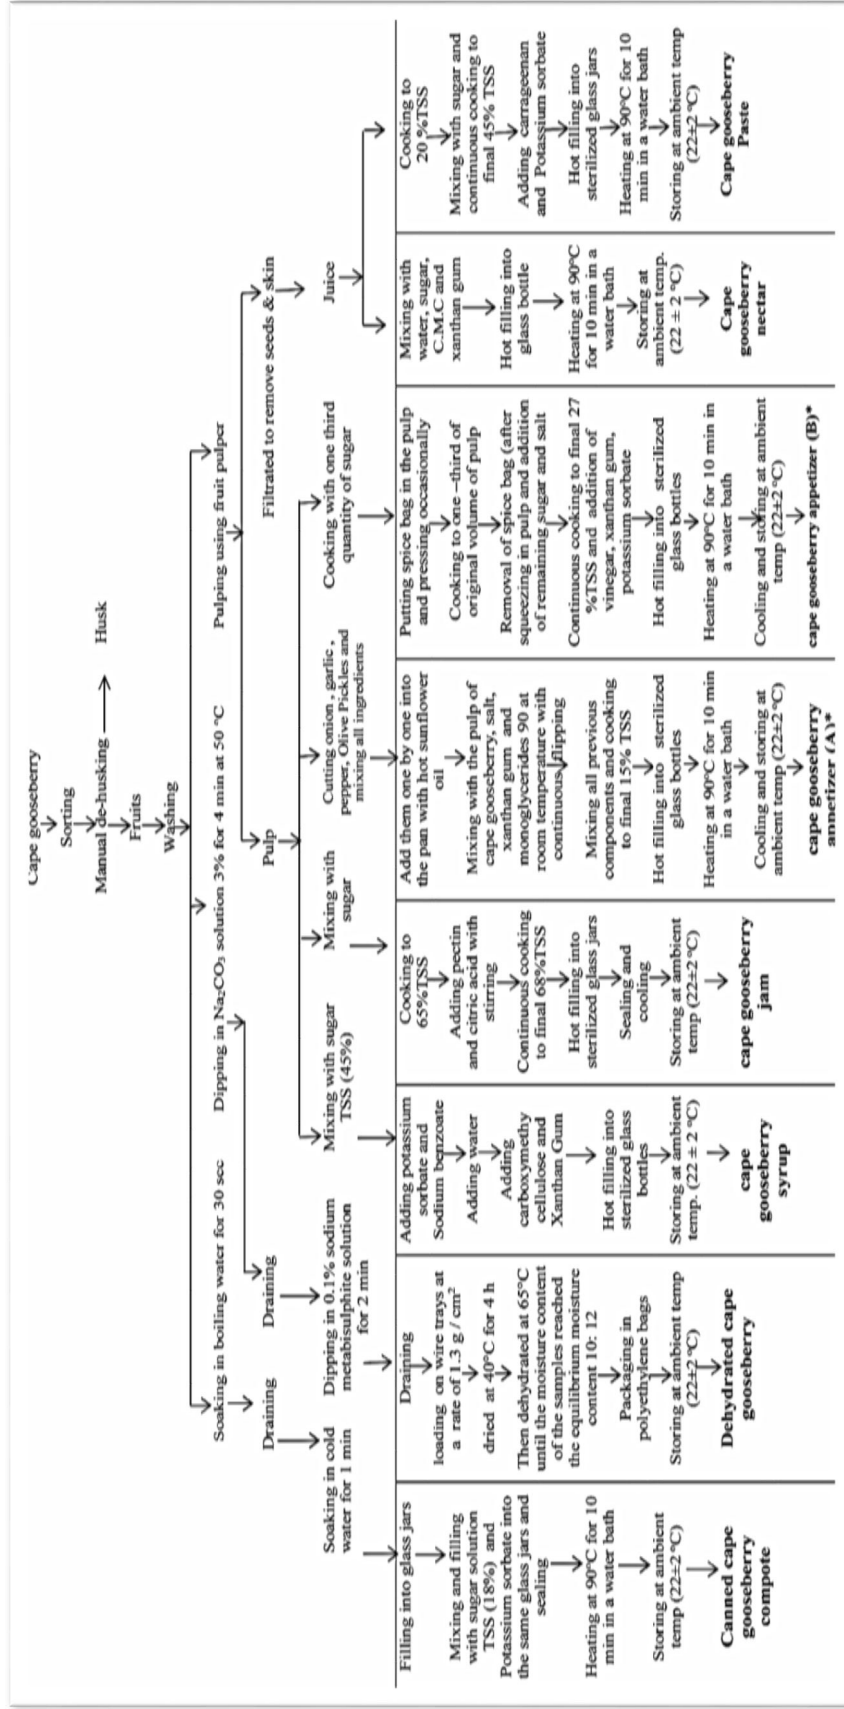 Cape gooseberry
Sorting
Manual de-husking
Husk
Fruits
Washing
Soaking in boiling water for 30 sec
Dipping in Na₂CO₃ solution 3% for 4 min at 50 °C
Pulping using fruit pulper
Draining
Draining
Pulp
Filtrated to remove seeds & skin
Soaking in cold
water for 1 min
Dipping in 0.1% sodium
metabisulphite solution
for 2 min
Mixing with sugar
TSS (45%)
Mixing with
sugar
Cutting onion , garlic ,
pepper, Olive Pickles and
mixing all ingredients
Cooking with one third
quantity of sugar
Juice
Filling into glass jars
Mixing and filling
with sugar solution
TSS (18%) and
Potassium sorbate into
the same glass jars and
sealing
Heating at 90°C for 10
min in a water bath
Storing at ambient
temp (22±2 °C)
Canned cape
gooseberry
compote
Draining
loading on wire trays at
a rate of 1.3 g / cm²
dried at 40°C for 4 h
Then dehydrated at 65°C
until the moisture content
of the samples reached
the equilibrium moisture
content 10: 12
Packaging in
polyethylene bags
Storing at ambient temp
(22±2 °C)
Dehydrated cape
gooseberry
Adding potassium
sorbate and
Sodium benzoate
Adding water
Adding
carboxymethy
cellulose and
Xanthan Gum
Hot filling into
sterilized glass
bottles
Storing at ambient
temp. (22 ± 2 °C)
cape
gooseberry
syrup
Cooking to
65%TSS
Adding pectin
and citric acid with
stirring
Continuous cooking
to final 68%TSS
Hot filling into
sterilized glass jars
Sealing and
cooling
Storing at ambient
temp (22±2 °C)
cape gooseberry
jam
Add them one by one into
the pan with hot sunflower
oil
Mixing with the pulp of
cape gooseberry, salt,
xanthan gum and
monoglycerides 90 at
room temperature with
continuous flipping
Mixing all previous
components and cooking
to final 15% TSS
Hot filling into sterilized
glass bottles
Heating at 90°C for 10 min
in a water bath
Cooling and storing at
ambient temp (22±2 °C)
cape gooseberry
appetizer (A)*
Putting spice bag in the pulp
and pressing occasionally
Cooking to one –third of
original volume of pulp
Removal of spice bag (after
squeezing in pulp and addition
of remaining sugar and salt
Continuous cooking to final 27
%TSS and addition of
vinegar, xanthan gum,
potassium sorbate
Hot filling into sterilized
glass bottles
Heating at 90°C for 10 min in
a water bath
Cooling and storing at ambient
temp (22±2 °C)
cape gooseberry appetizer (B)*
Mixing with
water, sugar,
C.M.C and
xanthan gum
Hot filling into
glass bottle
Heating at 90°C
for 10 min in a
water bath
Storing at
ambient temp.
(22 ± 2 °C)
Cape
gooseberry
nectar
Cooking to
20 %TSS
Mixing with sugar and
continuous cooking to
final 45% TSS
Adding carrageenan
and Potassium sorbate
Hot filling into
sterilized glass jars
Heating at 90°C for 10
min in a water bath
Storing at ambient temp
(22±2 °C)
Cape gooseberry
Paste